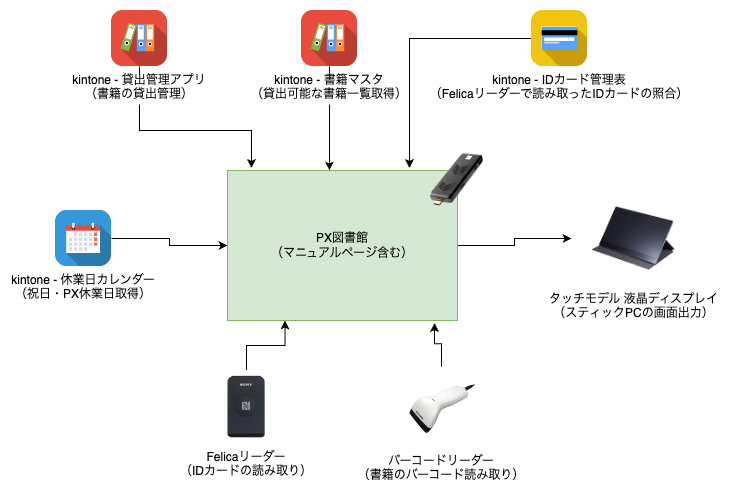 kintone - 貸出管理アプリ
（書籍の貸出管理）
kintone - 書籍マスタ
（貸出可能な書籍一覧取得）
kintone - IDカード管理表
（Felicaリーダーで読み取ったIDカードの照合）
PX図書館
（マニュアルページ含む）
kintone - 休業日カレンダー
（祝日・PX休業日取得）
タッチモデル 液晶ディスプレイ
（スティックPCの画面出力）
SONY
Felicaリーダー
（IDカードの読み取り）
バーコードリーダー
（書籍のバーコード読み取り）